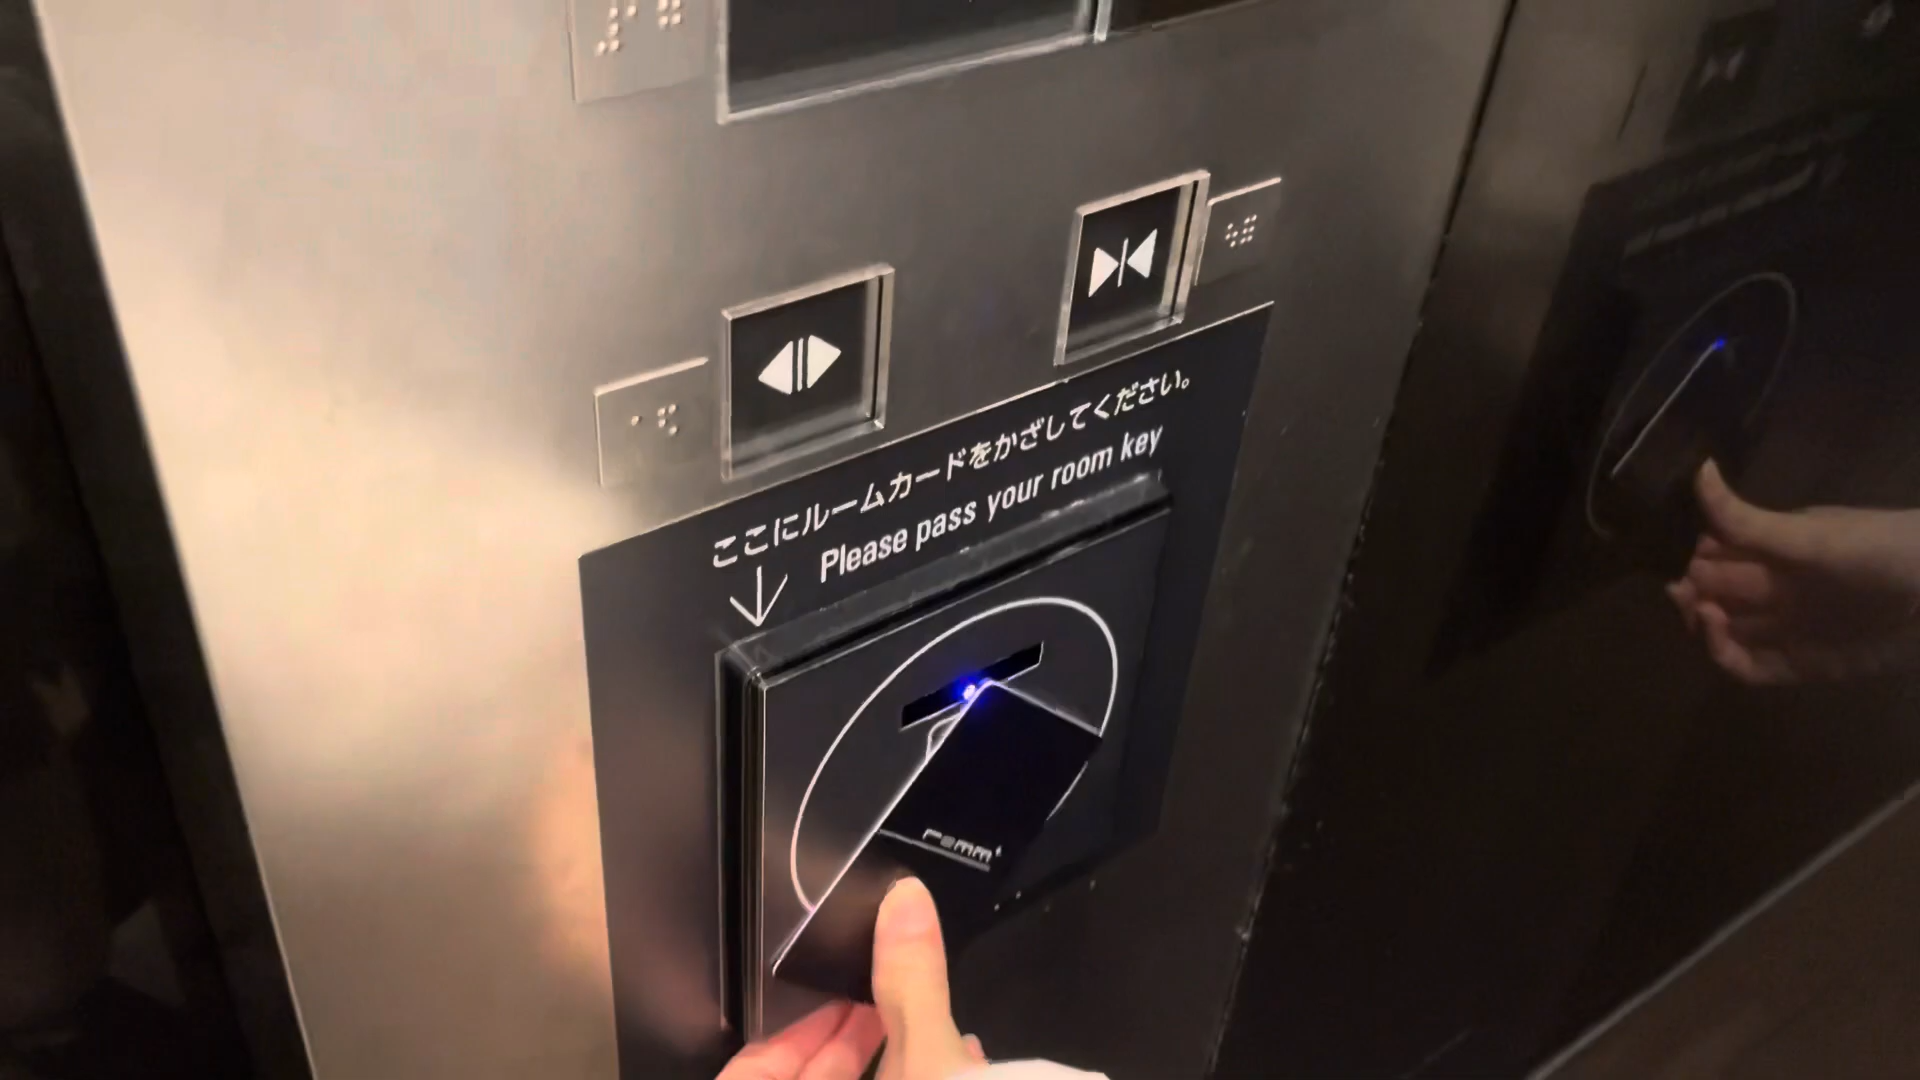 ここにルームカードをかざしてください。
Please pass your room key
remm+